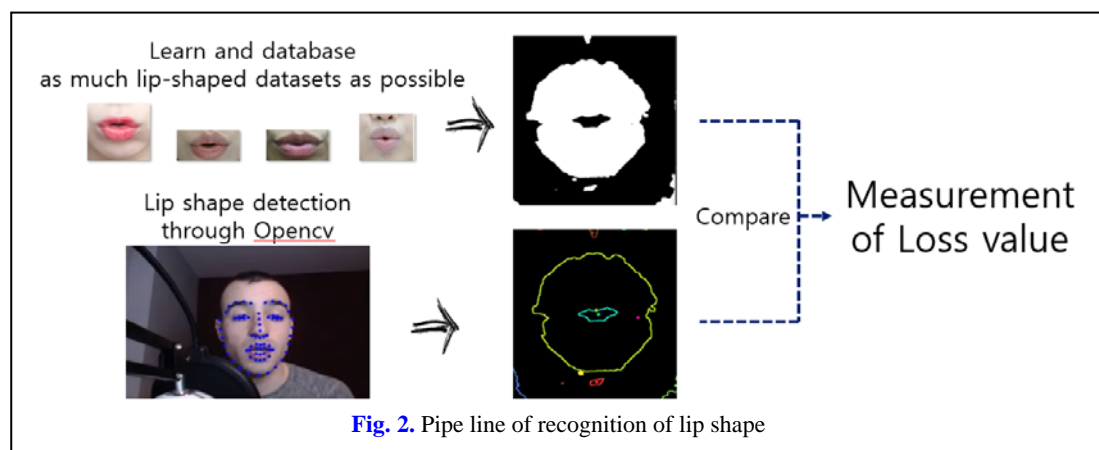 Learn and database
as much lip-shaped datasets as possible
Lip shape detection
through Opencv
Compare
Measurement
of Loss value
Fig. 2. Pipe line of recognition of lip shape